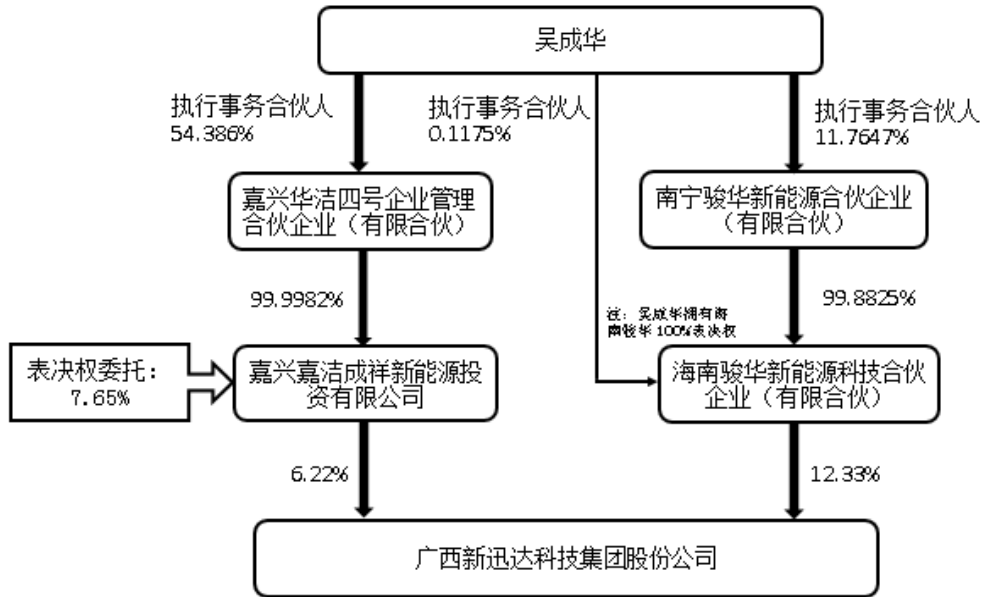 吴成华
执行事务合伙人
54.386%
执行事务合伙人
0.1175%
执行事务合伙人
11.7647%
嘉兴华洁四号企业管理
合伙企业（有限合伙）
南宁骏华新能源合伙企业
（有限合伙）
99.9982%
99.8825%
注：吴成华拥有海
南骏华100%表决权
表决权委托：
7.65%
嘉兴嘉洁成祥新能源投
资有限公司
海南骏华新能源科技合伙
企业（有限合伙）
6.22%
12.33%
广西新迅达科技集团股份公司